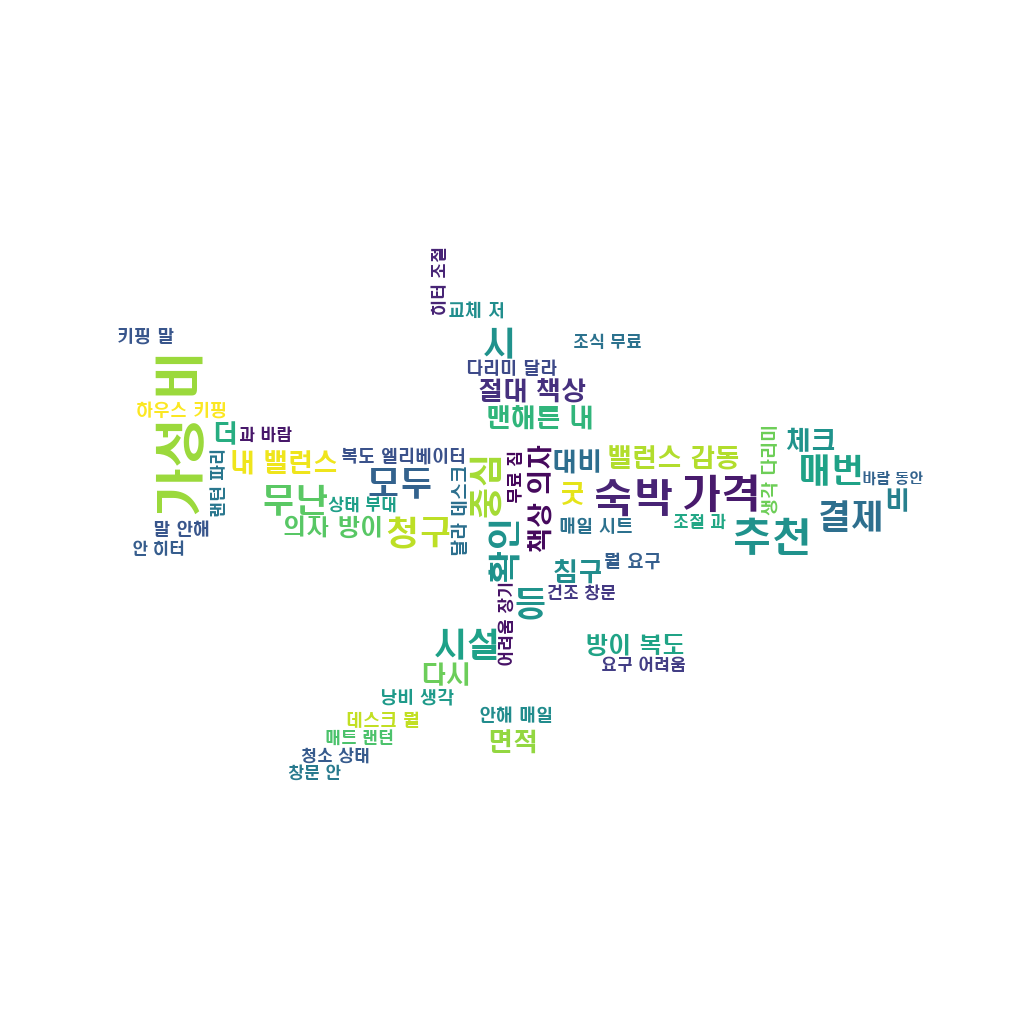 히터 조절
교체 저
키핑 말
시
조식 무료
다리미 달라
가성비
절대 책상
하우스 키핑
맨해튼 내
더
과 바람
체크
복도 엘리베이터
내 밸런스
랜턴 파리
모두
달라 데스크
중심
무료 짐
책상 의자
대비
밸런스 감동
생각 다리미
매번
바람 동안
무난
상태 부대
굿
숙박 가격
결제
비
말 안해
의자 방이
청구
매일 시트
조절 과
추천
안 히터
확인
침구
뭘 요구
등
건조 창문
어려움 장기
시설
방이 복도
요구 어려움
다시
낭비 생각
데스크 뭘
안해 매일
매트 랜턴
면적
청소 상태
창문 안